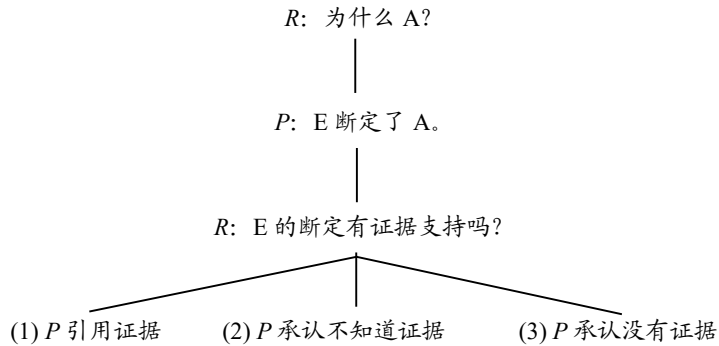 R：为什么 A？
P：E 断定了 A。
R：E 的断定有证据支持吗？
(1) P 引用证据 (2) P 承认不知道证据 (3) P 承认没有证据